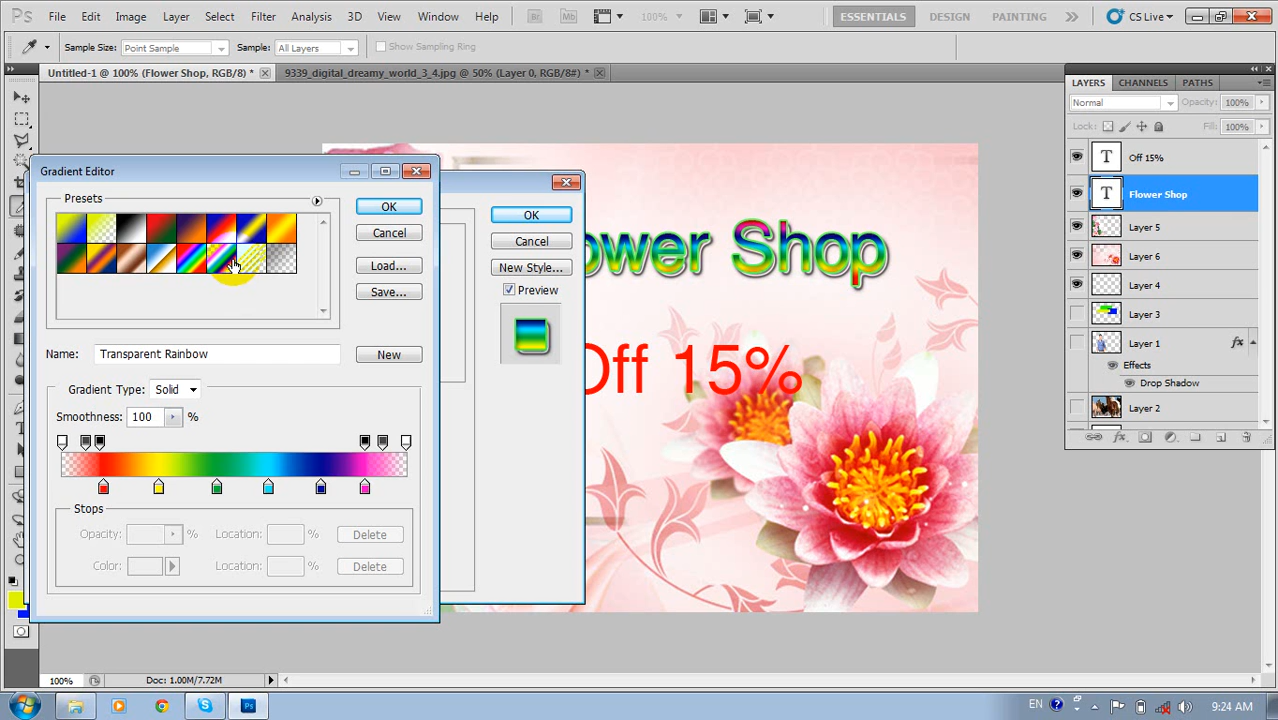 Ps File Edit Image Layer Select Filter Analysis 3D View Window Help Br Mb 100% ESSENTIALS DESIGN PAINTING CS Live
Sample Size: Point Sample Sample: All Layers Show Sampling Ring
Untitled-1 @ 100% (Flower Shop, RGB/8) * 9339_digital_dreamy_world_3_4.jpg @ 50% (Layer 0, RGB/8#) *
LAYERS CHANNELS PATHS
Normal Opacity: 100%
Lock: Fill: 100%
T Off 15%
T Flower Shop
Layer 5
Layer 6
Layer 4
Layer 3
Layer 1 fx
Effects
Drop Shadow
Layer 2
fx
Gradient Editor
Presets
OK
Cancel
Load...
Save...
Name: Transparent Rainbow New
Gradient Type: Solid
Smoothness: 100 %
Stops
Opacity: % Location: % Delete
Color: Location: % Delete
OK
Cancel
New Style...
Preview
ower Shop
Off 15%
100% Doc: 1.00M/7.72M
Ps EN 9:24 AM